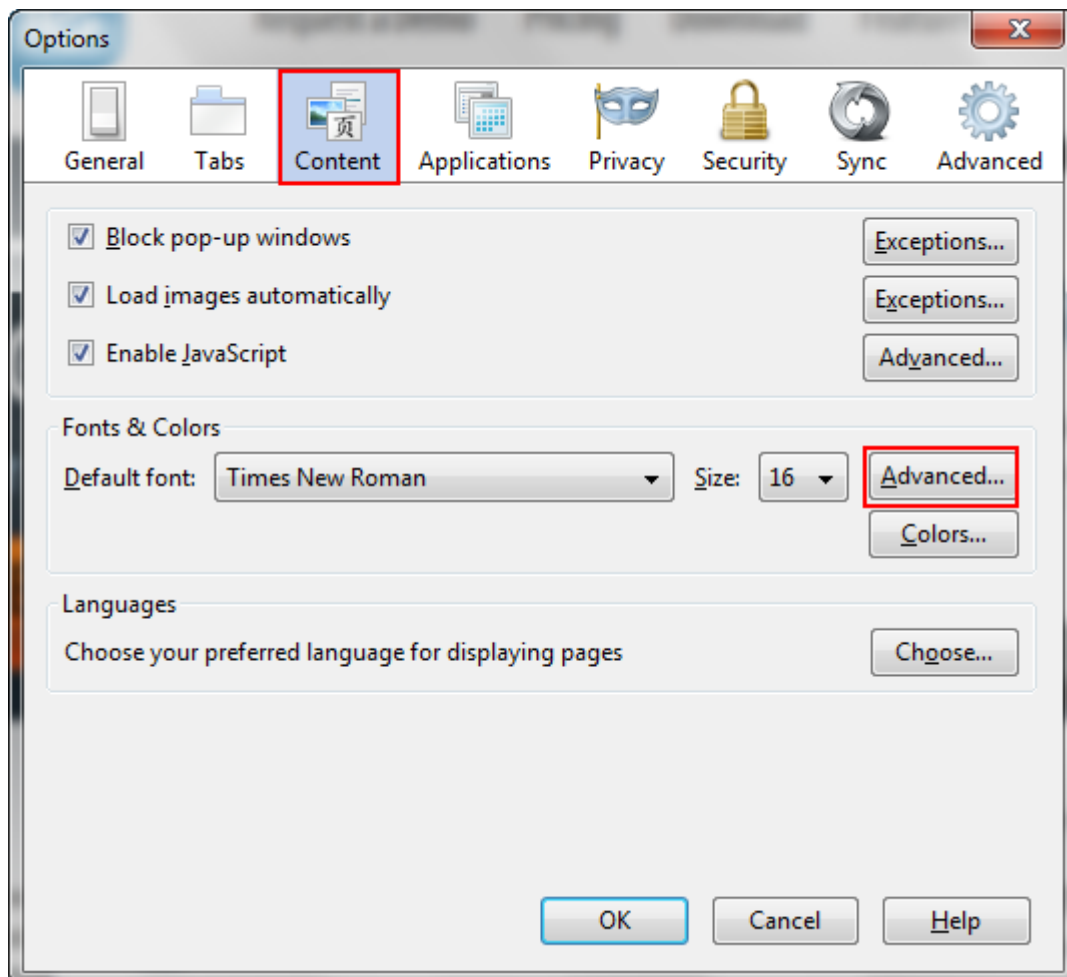 Options
General Tabs Content Applications Privacy Security Sync Advanced
页
Block pop-up windows Exceptions...
Load images automatically Exceptions...
Enable JavaScript Advanced...
Fonts & Colors
Default font: Times New Roman Size: 16 Advanced...
Colors...
Languages
Choose your preferred language for displaying pages Choose...
OK Cancel Help